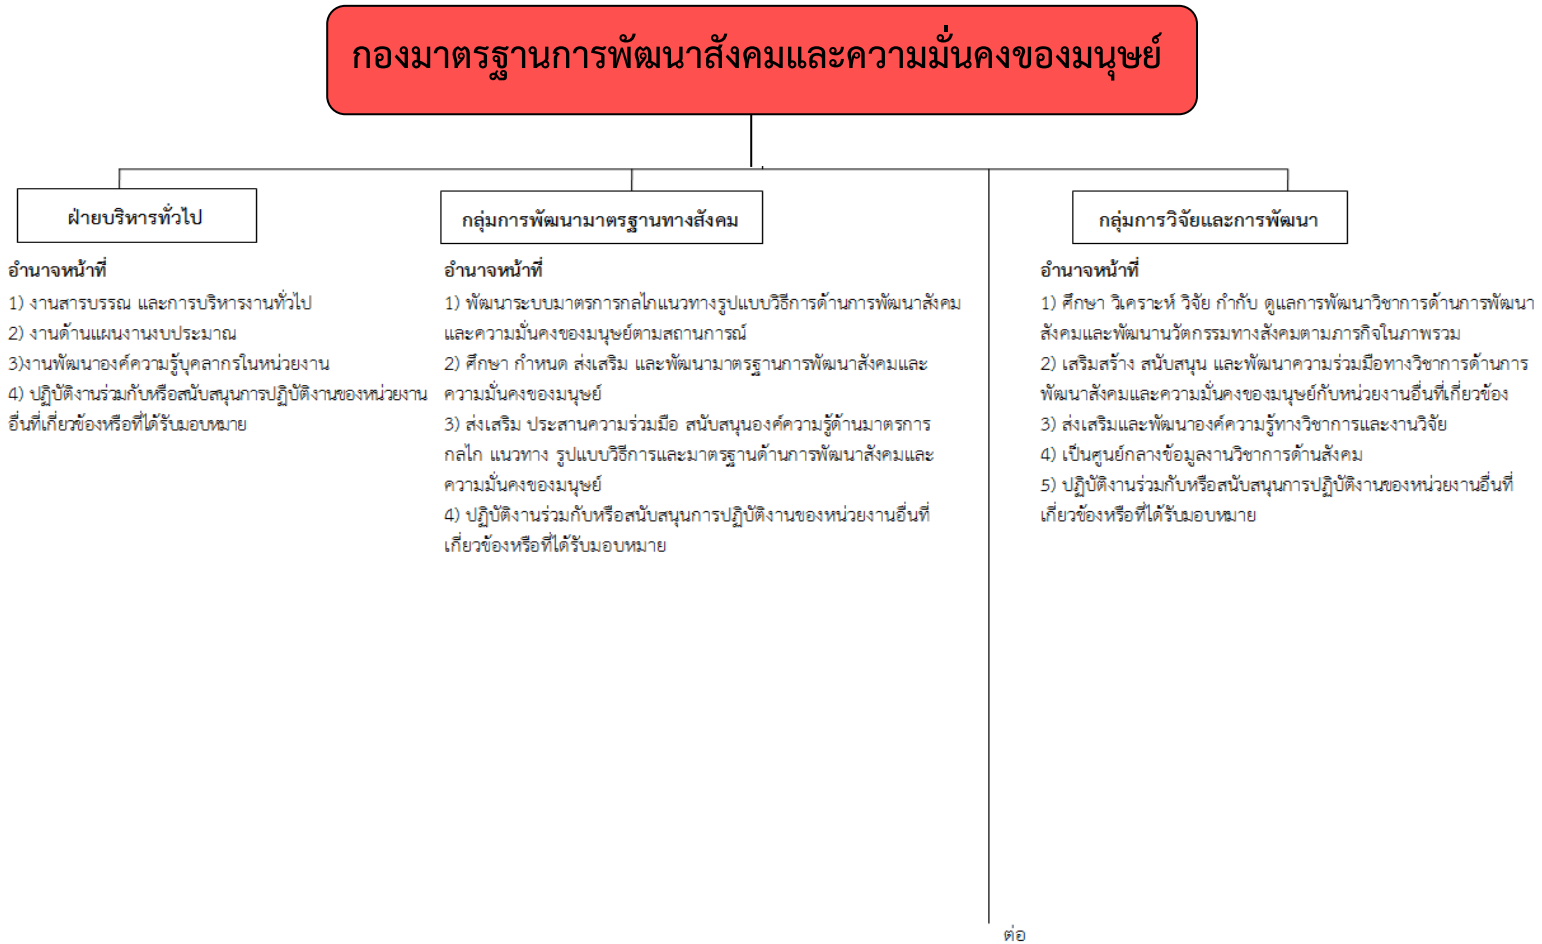 กองมาตรฐานการพัฒนาสังคมและความมั่นคงของมนุษย์
ฝ่ายบริหารทั่วไป
อำนาจหน้าที่
1) งานสารบรรณ และการบริหารงานทั่วไป
2) งานด้านแผนงานงบประมาณ
3)งานพัฒนาองค์ความรู้บุคลากรในหน่วยงาน
4) ปฏิบัติงานร่วมกับหรือสนับสนุนการปฏิบัติงานของหน่วยงาน
อื่นที่เกี่ยวข้องหรือที่ได้รับมอบหมาย
กลุ่มการพัฒนามาตรฐานทางสังคม
อำนาจหน้าที่
1) พัฒนาระบบมาตรการกลไกแนวทางรูปแบบวิธีการด้านการพัฒนาสังคม
และความมั่นคงของมนุษย์ตามสถานการณ์
2) ศึกษา กำหนด ส่งเสริม และพัฒนามาตรฐานการพัฒนาสังคมและ
ความมั่นคงของมนุษย์
3) ส่งเสริม ประสานความร่วมมือ สนับสนุนองค์ความรู้ด้านมาตรการ
กลไก แนวทาง รูปแบบวิธีการและมาตรฐานด้านการพัฒนาสังคมและ
ความมั่นคงของมนุษย์
4) ปฏิบัติงานร่วมกับหรือสนับสนุนการปฏิบัติงานของหน่วยงานอื่นที่
เกี่ยวข้องหรือที่ได้รับมอบหมาย
กลุ่มการวิจัยและการพัฒนา
อำนาจหน้าที่
1) ศึกษา วิเคราะห์ วิจัย กำกับ ดูแลการพัฒนาวิชาการด้านการพัฒนา
สังคมและพัฒนานวัตกรรมทางสังคมตามภารกิจในภาพรวม
2) เสริมสร้าง สนับสนุน และพัฒนาความร่วมมือทางวิชาการด้านการ
พัฒนาสังคมและความมั่นคงของมนุษย์กับหน่วยงานอื่นที่เกี่ยวข้อง
3) ส่งเสริมและพัฒนาองค์ความรู้ทางวิชาการและงานวิจัย
4) เป็นศูนย์กลางข้อมูลงานวิชาการด้านสังคม
5) ปฏิบัติงานร่วมกับหรือสนับสนุนการปฏิบัติงานของหน่วยงานอื่นที่
เกี่ยวข้องหรือที่ได้รับมอบหมาย
ต่อ